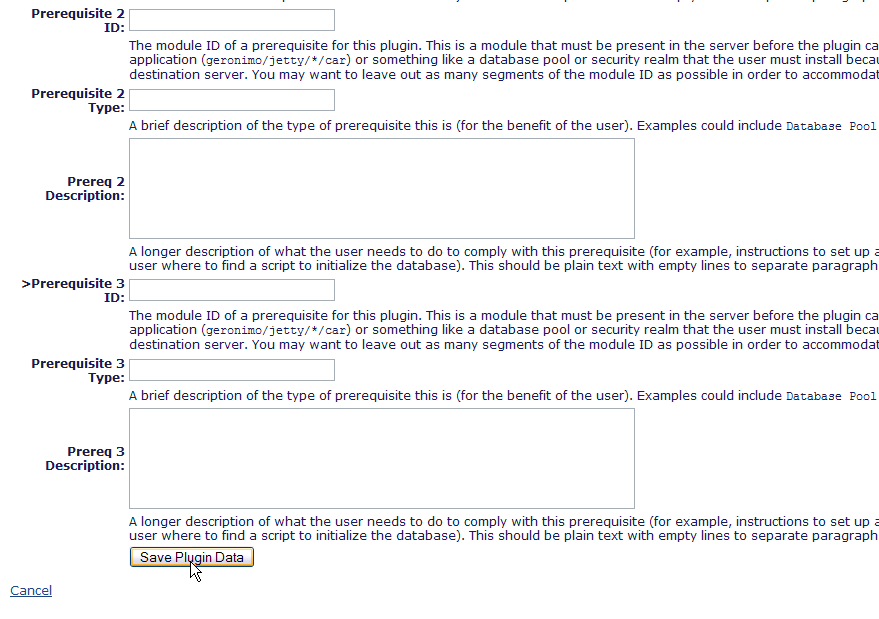 Prerequisite 2
ID:
The module ID of a prerequisite for this plugin. This is a module that must be present in the server before the plugin ca
application (geronimo/jetty/*/car) or something like a database pool or security realm that the user must install becau
destination server. You may want to leave out as many segments of the module ID as possible in order to accommodat
Prerequisite 2
Type:
A brief description of the type of prerequisite this is (for the benefit of the user). Examples could include Database Pool
Prereq 2
Description:
A longer description of what the user needs to do to comply with this prerequisite (for example, instructions to set up a
user where to find a script to initialize the database). This should be plain text with empty lines to separate paragraph
>Prerequisite 3
ID:
The module ID of a prerequisite for this plugin. This is a module that must be present in the server before the plugin ca
application (geronimo/jetty/*/car) or something like a database pool or security realm that the user must install becau
destination server. You may want to leave out as many segments of the module ID as possible in order to accommodat
Prerequisite 3
Type:
A brief description of the type of prerequisite this is (for the benefit of the user). Examples could include Database Pool
Prereq 3
Description:
A longer description of what the user needs to do to comply with this prerequisite (for example, instructions to set up a
user where to find a script to initialize the database). This should be plain text with empty lines to separate paragraph
Save Plugin Data
Cancel